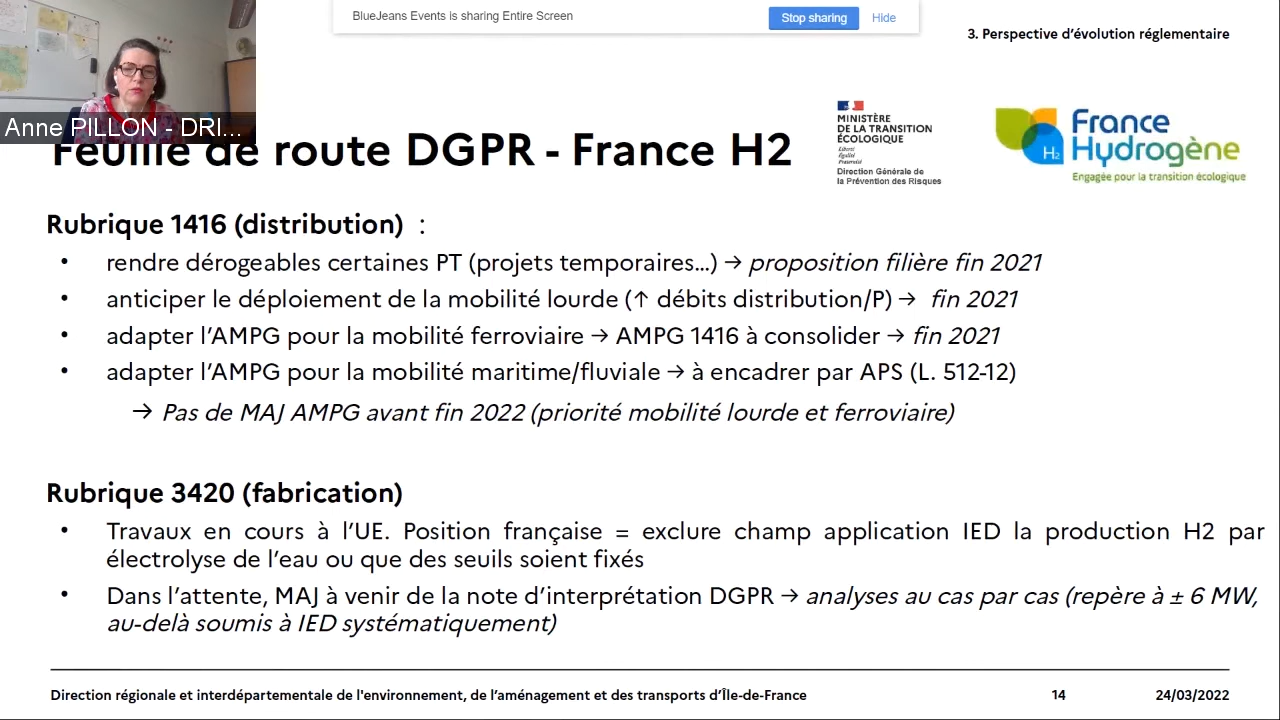 BlueJeans Events is sharing Entire Screen
Stop sharing
Hide
3. Perspective d’évolution réglementaire
Anne PILLON - DRI...
Feuille de route DGPR - France H2
MINISTÈRE
DE LA TRANSITION
ÉCOLOGIQUE
Liberté
Égalité
Fraternité
Direction Générale de
la Prévention des Risques
H2
France
Hydrogène
Engagée pour la transition écologique
Rubrique 1416 (distribution) :
• rendre dérogeables certaines PT (projets temporaires…) → proposition filière fin 2021
• anticiper le déploiement de la mobilité lourde (↑ débits distribution/P) → fin 2021
• adapter l’AMPG pour la mobilité ferroviaire → AMPG 1416 à consolider → fin 2021
• adapter l’AMPG pour la mobilité maritime/fluviale → à encadrer par APS (L. 512-12)
→ Pas de MAJ AMPG avant fin 2022 (priorité mobilité lourde et ferroviaire)
Rubrique 3420 (fabrication)
• Travaux en cours à l’UE. Position française = exclure champ application IED la production H2 par
électrolyse de l’eau ou que des seuils soient fixés
• Dans l’attente, MAJ à venir de la note d’interprétation DGPR → analyses au cas par cas (repère à ± 6 MW,
au-delà soumis à IED systématiquement)
Direction régionale et interdépartementale de l'environnement, de l’aménagement et des transports d’Île-de-France
14
24/03/2022